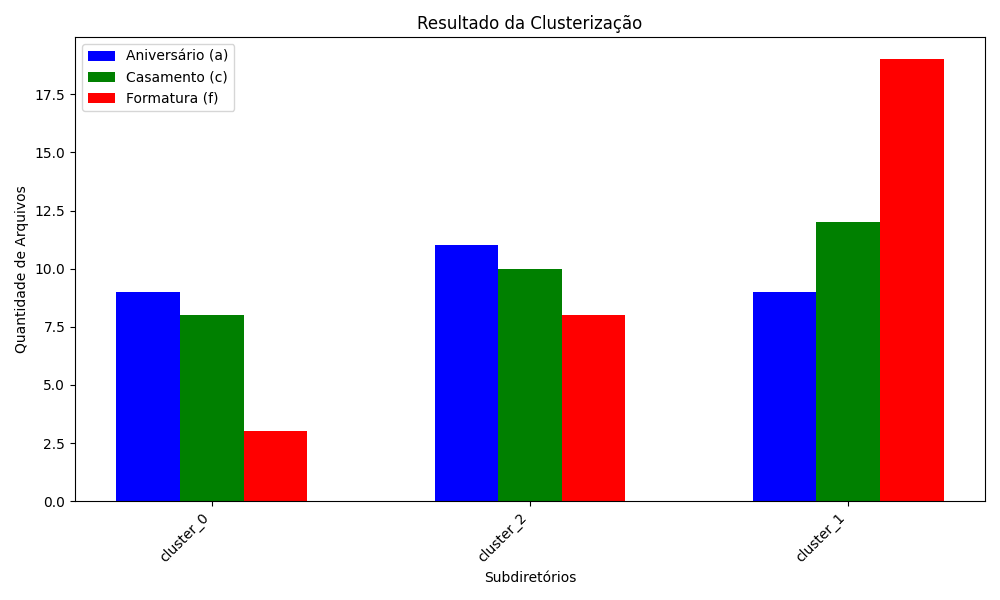 Resultado da Clusterização
Aniversário (a)
Casamento (c)
Formatura (f)
Quantidade de Arquivos
17.5
15.0
12.5
10.0
7.5
5.0
2.5
0.0
cluster_0
cluster_2
cluster_1
Subdiretórios